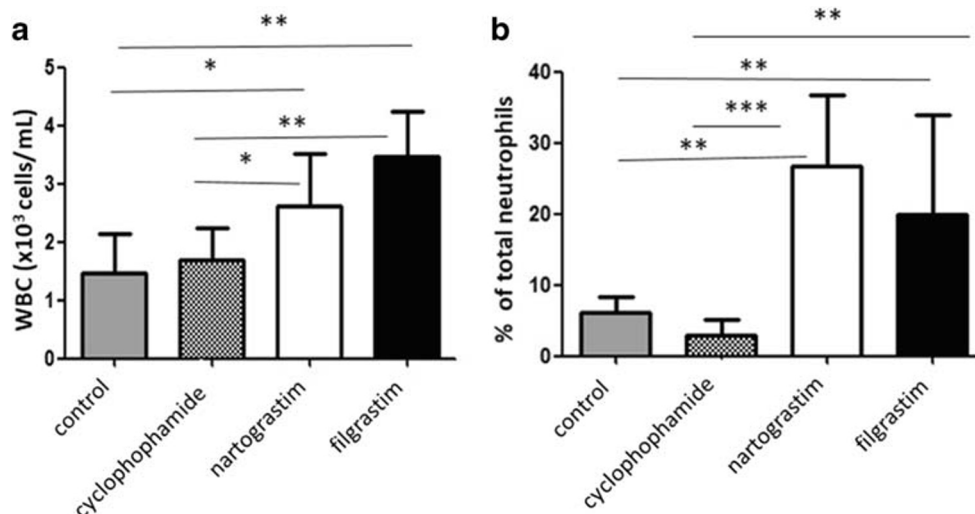 a
**
*
**
*
WBC (x10³ cells/mL)
5
4
3
2
1
0
control
cyclophophamide
nartograstim
filgrastim
b
**
**
***
**
% of total neutrophils
40
30
20
10
0
control
cyclophophamide
nartograstim
filgrastim